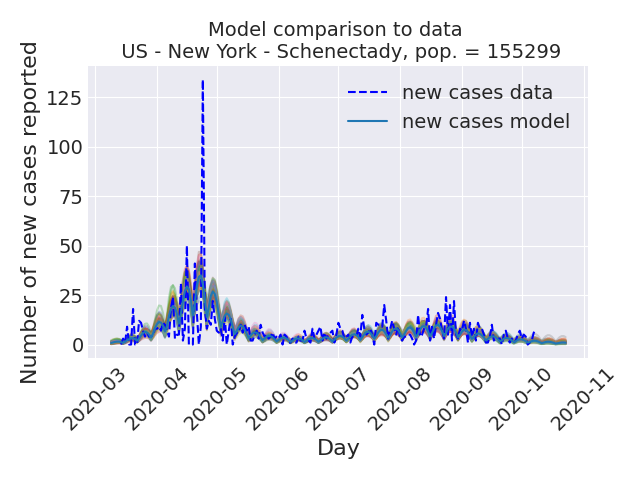 Model comparison to data
US - New York - Schenectady, pop. = 155299
Number of new cases reported
125
100
75
50
25
0
new cases data
new cases model
2020-03
2020-04
2020-05
2020-06
2020-07
2020-08
2020-09
2020-10
2020-11
Day